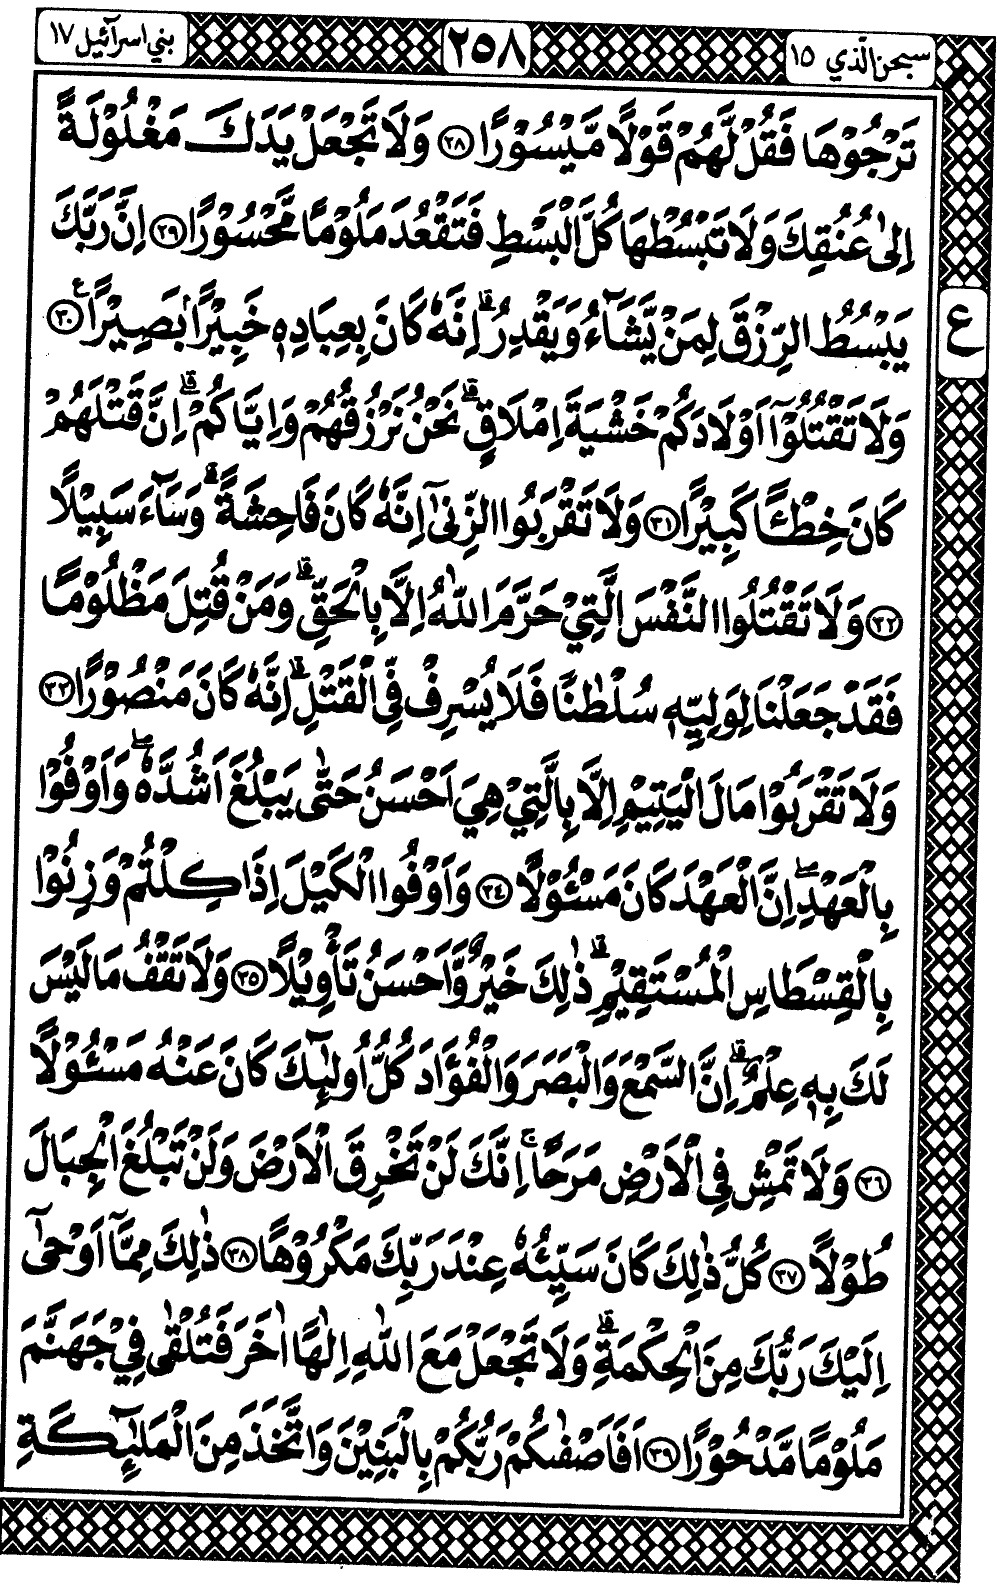 سبحن الذي ١٥
٢٥٨
بني اسرآئيل ١٧
تَرْجُوْهَا فَقُلْ لَّهُمْ قَوْلًا مَّيْسُوْرًا ﴿٢٨﴾ وَلَا تَجْعَلْ يَدَكَ مَغْلُوْلَةً
اِلٰى عُنُقِكَ وَلَا تَبْسُطْهَا كُلَّ الْبَسْطِ فَتَقْعُدَ مَلُوْمًا مَّحْسُوْرًا ﴿٢٩﴾ اِنَّ رَبَّكَ
يَبْسُطُ الرِّزْقَ لِمَنْ يَّشَآءُ وَيَقْدِرُ ۗ اِنَّهٗ كَانَ بِعِبَادِهٖ خَبِيْرًۢا بَصِيْرًا ۧ ﴿٣٠﴾
ع
وَلَا تَقْتُلُوْٓا اَوْلَادَكُمْ خَشْيَةَ اِمْلَاقٍ ۗ نَحْنُ نَرْزُقُهُمْ وَاِيَّاكُمْ ۗ اِنَّ قَتْلَهُمْ
كَانَ خِطْـًٔا كَبِيْرًا ﴿٣١﴾ وَلَا تَقْرَبُوا الزِّنٰٓى اِنَّهٗ كَانَ فَاحِشَةً ۗ وَسَآءَ سَبِيْلًا
﴿٣٢﴾ وَلَا تَقْتُلُوا النَّفْسَ الَّتِيْ حَرَّمَ اللّٰهُ اِلَّا بِالْحَقِّ ۗ وَمَنْ قُتِلَ مَظْلُوْمًا
فَقَدْ جَعَلْنَا لِوَلِيِّهٖ سُلْطٰنًا فَلَا يُسْرِفْ فِّى الْقَتْلِ ۗ اِنَّهٗ كَانَ مَنْصُوْرًا ﴿٣٣﴾
وَلَا تَقْرَبُوْا مَالَ الْيَتِيْمِ اِلَّا بِالَّتِيْ هِيَ اَحْسَنُ حَتّٰى يَبْلُغَ اَشُدَّهٗ ۖ وَاَوْفُوْا
بِالْعَهْدِ ۖ اِنَّ الْعَهْدَ كَانَ مَسْـُٔوْلًا ﴿٣٤﴾ وَاَوْفُوا الْكَيْلَ اِذَا كِلْتُمْ وَزِنُوْا
بِالْقِسْطَاسِ الْمُسْتَقِيْمِ ۗ ذٰلِكَ خَيْرٌ وَّاَحْسَنُ تَأْوِيْلًا ﴿٣٥﴾ وَلَا تَقْفُ مَا لَيْسَ
لَكَ بِهٖ عِلْمٌ ۗ اِنَّ السَّمْعَ وَالْبَصَرَ وَالْفُؤَادَ كُلُّ اُولٰٓئِكَ كَانَ عَنْهُ مَسْـُٔوْلًا
﴿٣٦﴾ وَلَا تَمْشِ فِى الْاَرْضِ مَرَحًا ۚ اِنَّكَ لَنْ تَخْرِقَ الْاَرْضَ وَلَنْ تَبْلُغَ الْجِبَالَ
طُوْلًا ﴿٣٧﴾ كُلُّ ذٰلِكَ كَانَ سَيِّئُهٗ عِنْدَ رَبِّكَ مَكْرُوْهًا ﴿٣٨﴾ ذٰلِكَ مِمَّآ اَوْحٰٓى
اِلَيْكَ رَبُّكَ مِنَ الْحِكْمَةِ ۗ وَلَا تَجْعَلْ مَعَ اللّٰهِ اِلٰهًا اٰخَرَ فَتُلْقٰى فِيْ جَهَنَّمَ
مَلُوْمًا مَّدْحُوْرًا ﴿٣٩﴾ اَفَاَصْفٰىكُمْ رَبُّكُمْ بِالْبَنِيْنَ وَاتَّخَذَ مِنَ الْمَلٰٓئِكَةِ